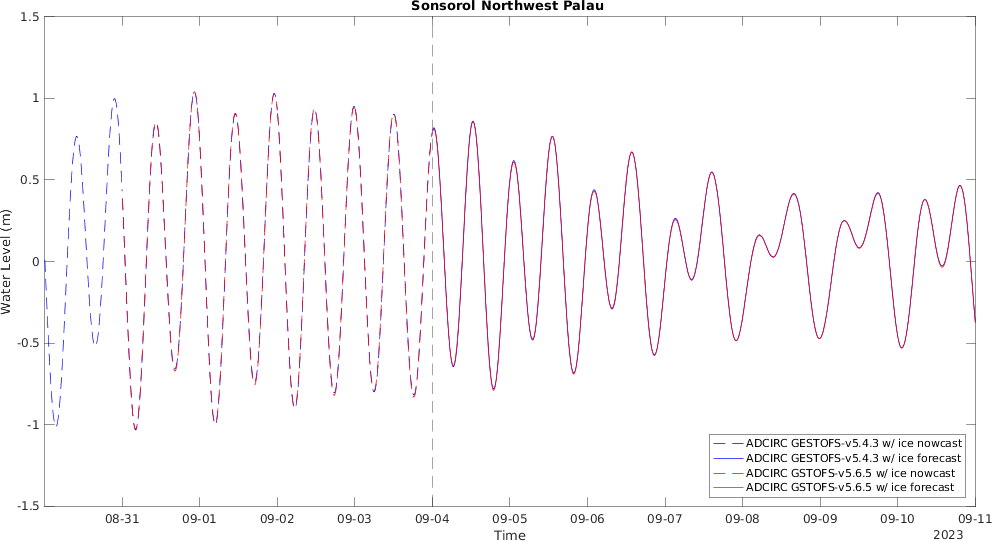 Sonsorol Northwest Palau
1.5
1
0.5
0
-0.5
-1
-1.5
Water Level (m)
ADCIRC GESTOFS-v5.4.3 w/ ice nowcast
ADCIRC GESTOFS-v5.4.3 w/ ice forecast
ADCIRC GSTOFS-v5.6.5 w/ ice nowcast
ADCIRC GSTOFS-v5.6.5 w/ ice forecast
08-31 09-01 09-02 09-03 09-04 09-05 09-06 09-07 09-08 09-09 09-10 09-11
Time
2023